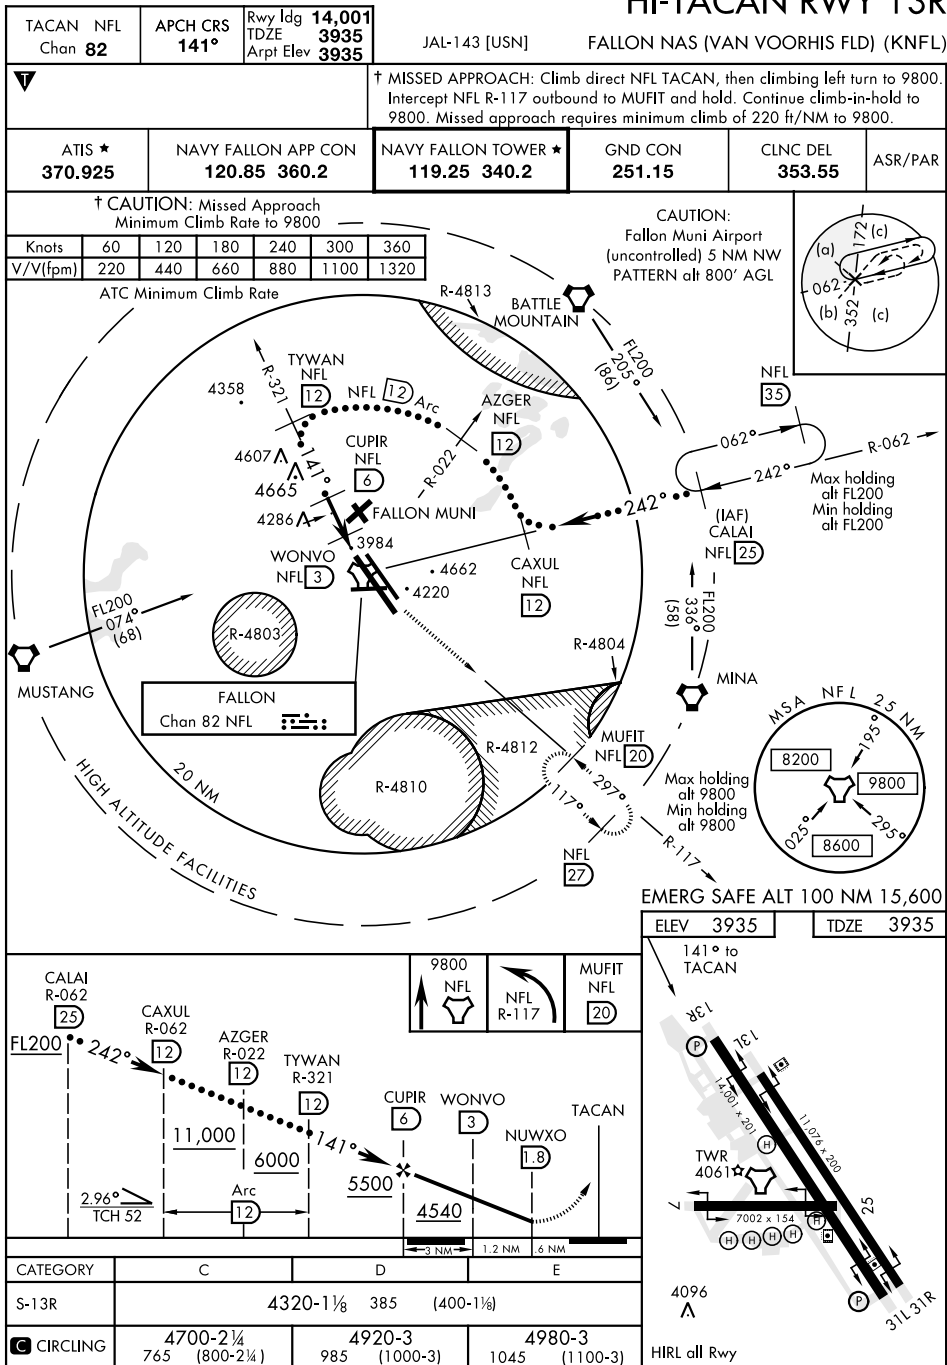 HI-TACAN RWY 13R
TACAN NFL
Chan 82
APCH CRS
141°
Rwy ldg 14,001
TDZE 3935
Arpt Elev 3935
JAL-143 [USN]
FALLON NAS (VAN VOORHIS FLD) (KNFL)
T
† MISSED APPROACH: Climb direct NFL TACAN, then climbing left turn to 9800.
Intercept NFL R-117 outbound to MUFIT and hold. Continue climb-in-hold to
9800. Missed approach requires minimum climb of 220 ft/NM to 9800.
ATIS ★
370.925
NAVY FALLON APP CON
120.85 360.2
NAVY FALLON TOWER ★
119.25 340.2
GND CON
251.15
CLNC DEL
353.55
ASR/PAR
† CAUTION: Missed Approach
Minimum Climb Rate to 9800
Knots 60 120 180 240 300 360
V/V(fpm) 220 440 660 880 1100 1320
ATC Minimum Climb Rate
CAUTION:
Fallon Muni Airport
(uncontrolled) 5 NM NW
PATTERN alt 800' AGL
(a)
172
(c)
062
(b)
352
(c)
R-4813
BATTLE
MOUNTAIN
FL200
205°
(86)
NFL
35
062°
242°
R-062
Max holding
alt FL200
Min holding
alt FL200
R-321
TYWAN
NFL
12
4358
NFL 12 Arc
AZGER
NFL
12
4607
141°
4665
CUPIR
NFL
6
R-022
4286
FALLON MUNI
242°
(IAF)
CALAI
NFL 25
3984
WONVO
NFL 3
4662
4220
CAXUL
NFL
12
FL200
074°
(68)
R-4803
FL200
336°
(58)
MUSTANG
R-4804
MINA
FALLON
Chan 82 NFL
R-4812
MUFIT
NFL 20
R-4810
20 NM
HIGH ALTITUDE FACILITIES
297°
117°
Max holding
alt 9800
Min holding
alt 9800
R-117
NFL
27
MSA NFL 25 NM
195°
8200
9800
025°
295°
8600
EMERG SAFE ALT 100 NM 15,600
ELEV 3935
TDZE 3935
141° to
TACAN
13R
13L
P
14,001 x 201
11,076 x 200
H
TWR
4061
7
7002 x 154
25
H
H H H H
4096
P
31L 31R
HIRL all Rwy
CALAI
R-062
25
FL200
242°
CAXUL
R-062
12
AZGER
R-022
12
TYWAN
R-321
12
11,000
6000
141°
CUPIR
6
WONVO
3
NUWXO
1.8
TACAN
5500
4540
9800
NFL
NFL
R-117
MUFIT
NFL
20
2.96°
TCH 52
Arc
12
3 NM
1.2 NM
.6 NM
CATEGORY C D E
S-13R 4320-1⅛ 385 (400-1⅛)
C CIRCLING
4700-2¼
765 (800-2¼)
4920-3
985 (1000-3)
4980-3
1045 (1100-3)